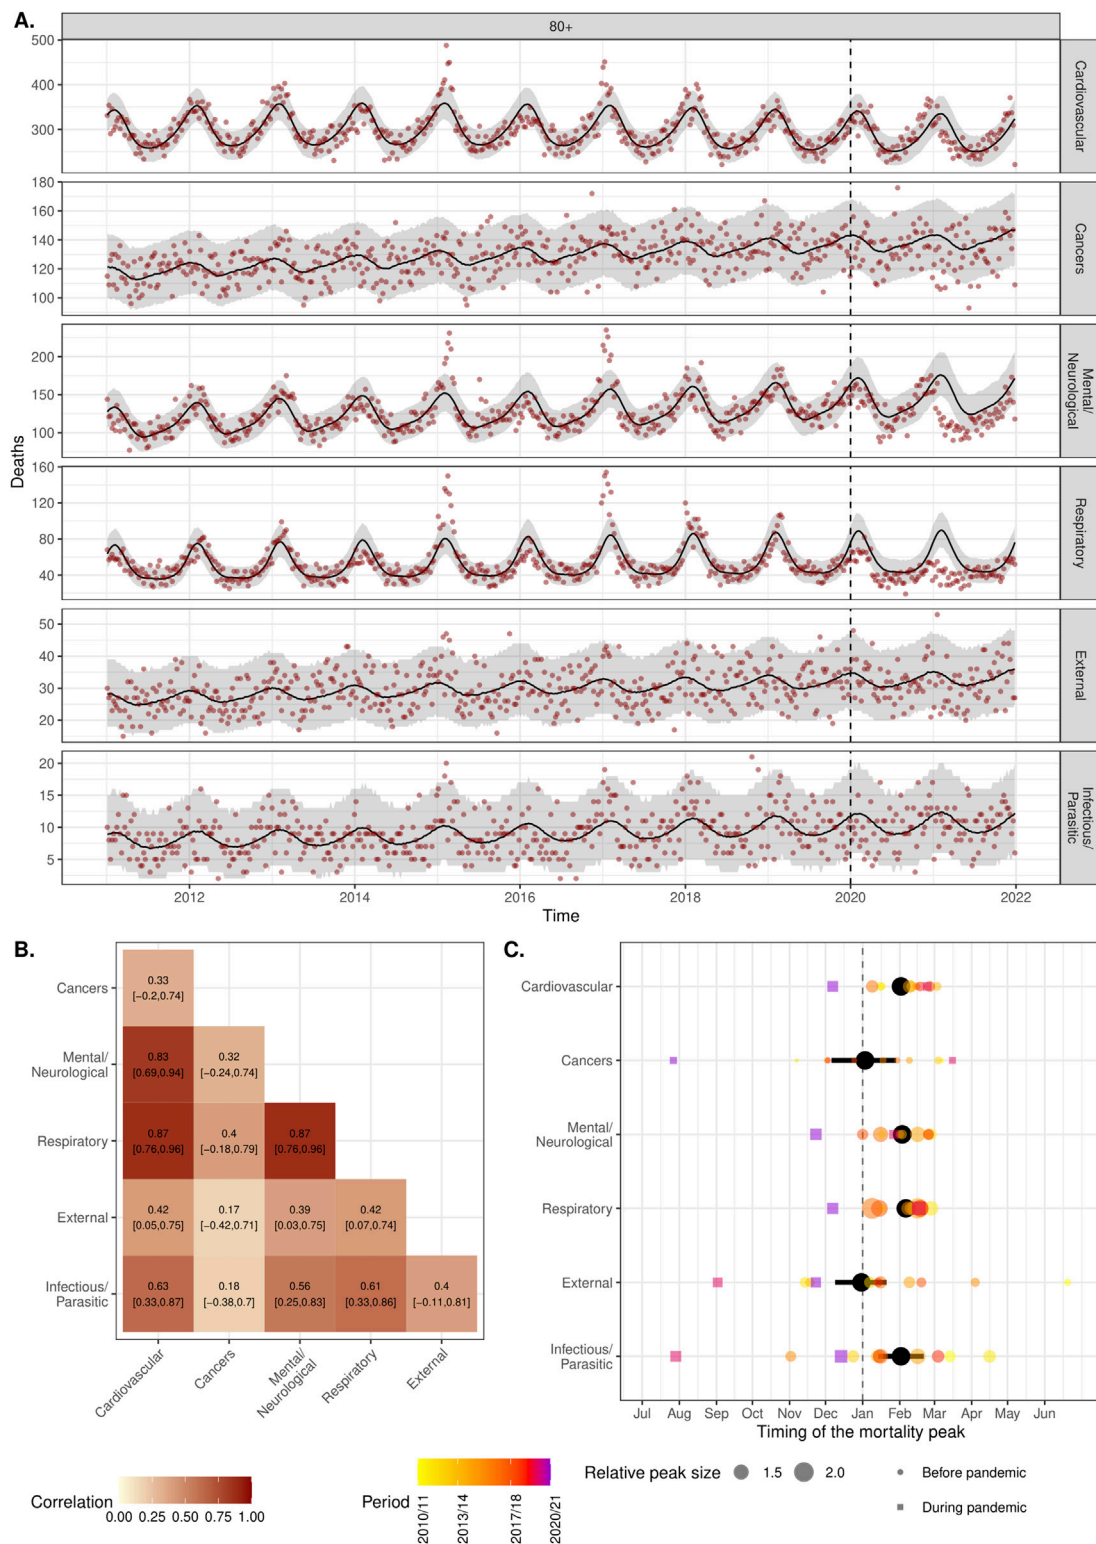 A.
80+
500
400
300
Cardiovascular
180
160
140
120
100
Cancers
200
150
100
Mental/
Neurological
160
120
80
40
Respiratory
50
40
30
20
External
20
15
10
5
Infectious/
Parasitic
Deaths
2012 2014 2016 2018 2020 2022
Time
B.
Cancers
0.33
[−0.2,0.74]
Mental/
Neurological
0.83 0.32
[0.69,0.94] [−0.24,0.74]
Respiratory
0.87 0.4 0.87
[0.76,0.96] [−0.18,0.79] [0.76,0.96]
External
0.42 0.17 0.39 0.42
[0.05,0.75] [−0.42,0.71] [0.03,0.75] [0.07,0.74]
Infectious/
Parasitic
0.63 0.18 0.56 0.61 0.4
[0.33,0.87] [−0.38,0.7] [0.25,0.83] [0.33,0.86] [−0.11,0.81]
Cardiovascular
Cancers
Mental/
Neurological
Respiratory
External
C.
Cardiovascular
Cancers
Mental/
Neurological
Respiratory
External
Infectious/
Parasitic
Jul Aug Sep Oct Nov Dec Jan Feb Mar Apr May Jun
Timing of the mortality peak
Correlation
0.00 0.25 0.50 0.75 1.00
Period
2010/11
2013/14
2017/18
2020/21
Relative peak size 1.5 2.0
Before pandemic
During pandemic